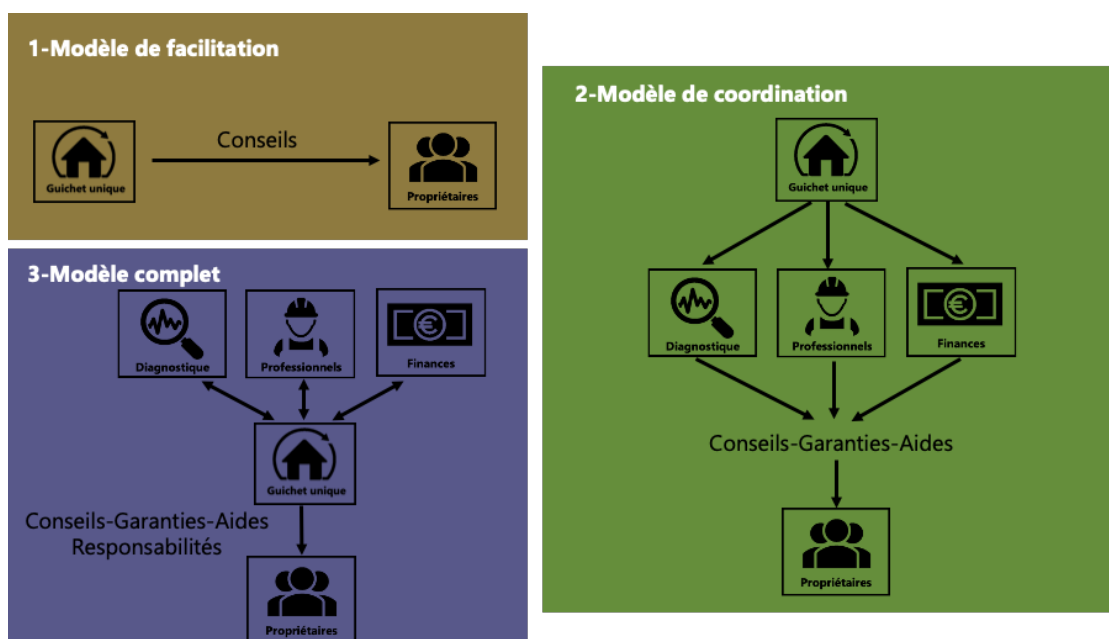 1-Modèle de facilitation
Guichet unique
Conseils
Propriétaires
2-Modèle de coordination
Guichet unique
Diagnostique
Professionnels
Finances
Conseils-Garanties-Aides
Propriétaires
3-Modèle complet
Diagnostique
Professionnels
Finances
Guichet unique
Conseils-Garanties-Aides
Responsabilités
Propriétaires